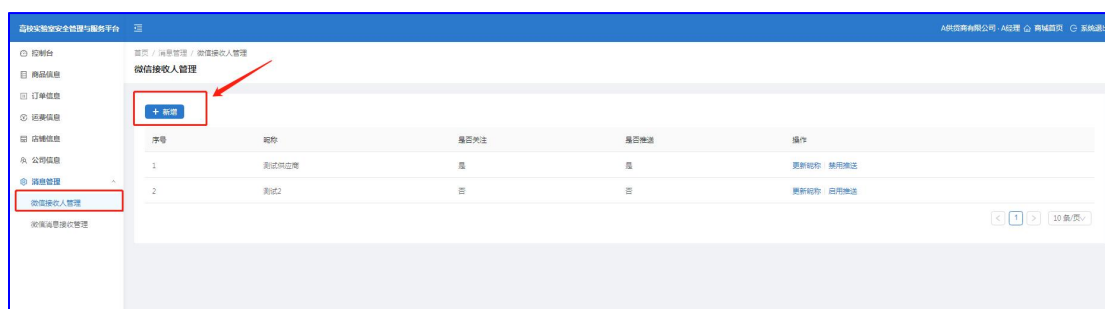 高校实验室安全管理与服务平台
A供货商有限公司-A经理 商城首页 系统退出
控制台
商品信息
订单信息
运费信息
店铺信息
公司信息
消息管理
微信接收人管理
微信消息接收管理
首页 / 消息管理 / 微信接收人管理
微信接收人管理
+ 新增
序号 昵称 是否关注 是否推送 操作
1 测试供应商 是 是 更新昵称 禁用推送
2 测试2 否 否 更新昵称 启用推送
< 1 > 10 条/页